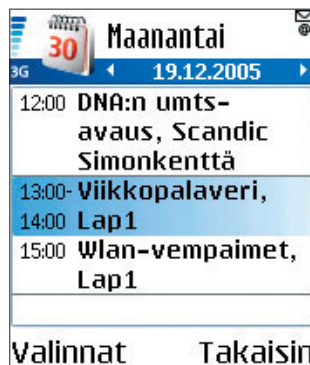 30
Maanantai
@
3G
19.12.2005
12:00 DNA:n umts-
avaus, Scandic
Simonkenttä
13:00- Viikkopalaveri,
14:00 Lap1
15:00 Wlan-vempaimet,
Lap1
Valinnat Takaisin